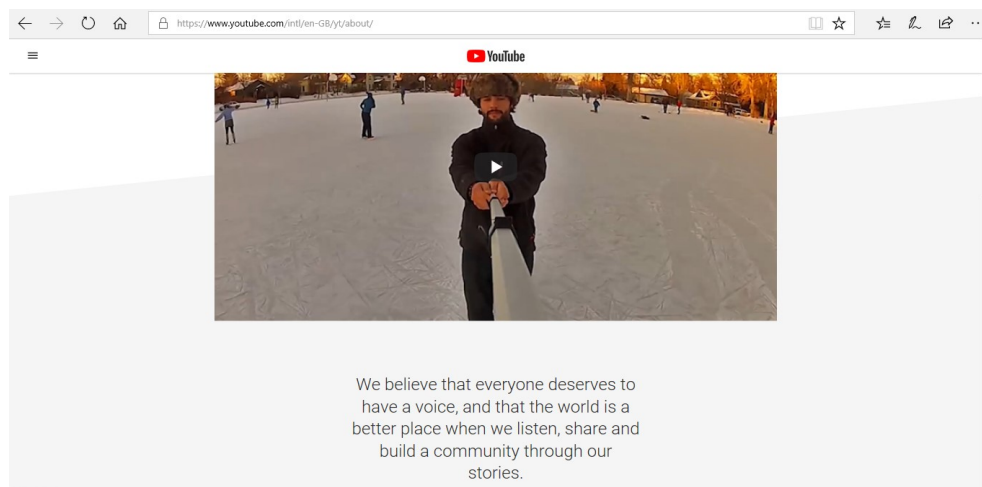 https://www.youtube.com/intl/en-GB/yt/about/
YouTube
We believe that everyone deserves to
have a voice, and that the world is a
better place when we listen, share and
build a community through our
stories.